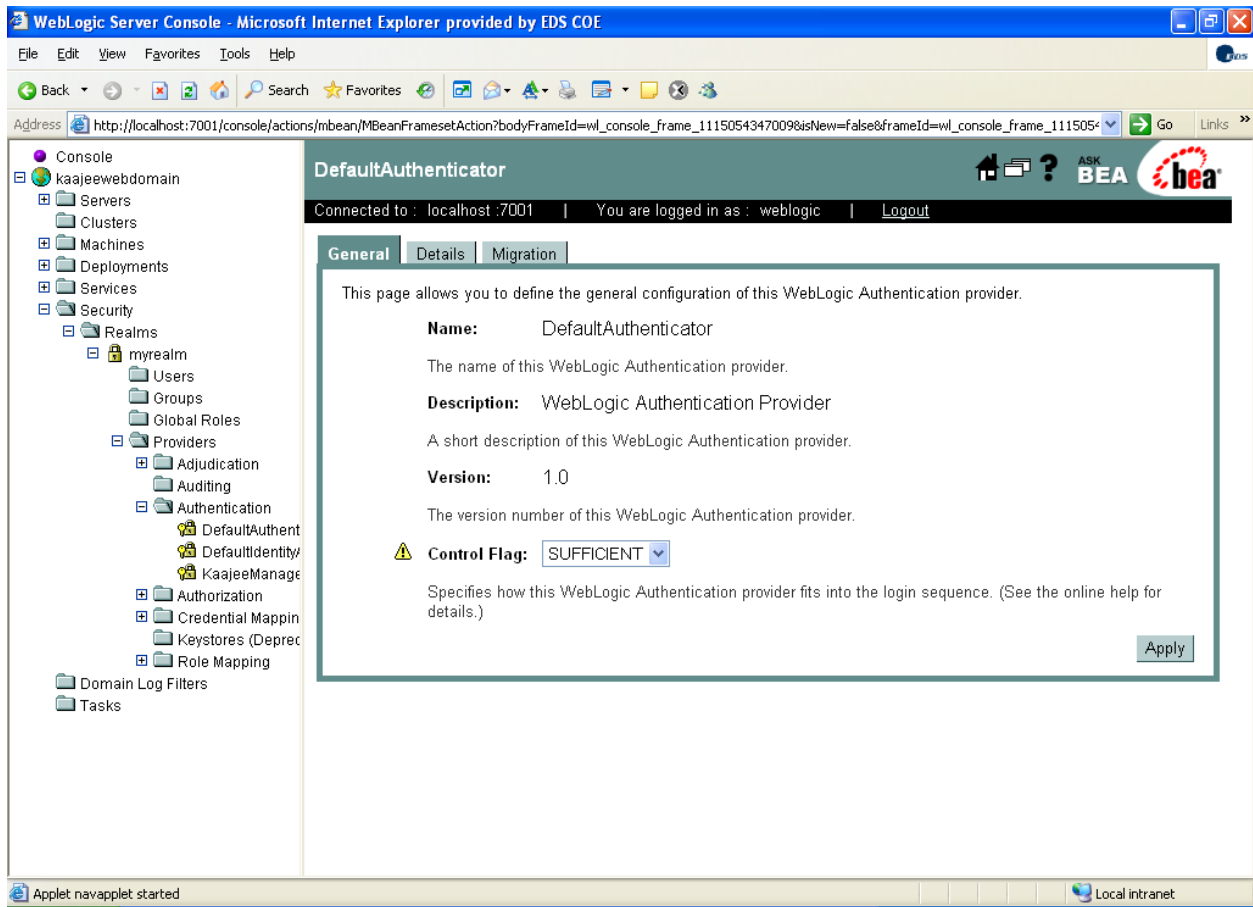 WebLogic Server Console - Microsoft Internet Explorer provided by EDS COE
File Edit View Favorites Tools Help
EDS
Back Search Favorites
Address http://localhost:7001/console/actions/mbean/MBeanFramesetAction?bodyFrameId=wl_console_frame_1115054347009&isNew=false&frameId=wl_console_frame_111505 Go Links »
Console
kaajeewebdomain
Servers
Clusters
Machines
Deployments
Services
Security
Realms
myrealm
Users
Groups
Global Roles
Providers
Adjudication
Auditing
Authentication
DefaultAuthent
DefaultIdentity
KaajeeManage
Authorization
Credential Mappin
Keystores (Deprec
Role Mapping
Domain Log Filters
Tasks
DefaultAuthenticator
? ASK BEA bea
Connected to : localhost :7001 | You are logged in as : weblogic | Logout
General Details Migration
This page allows you to define the general configuration of this WebLogic Authentication provider.
Name: DefaultAuthenticator
The name of this WebLogic Authentication provider.
Description: WebLogic Authentication Provider
A short description of this WebLogic Authentication provider.
Version: 1.0
The version number of this WebLogic Authentication provider.
Control Flag: SUFFICIENT
Specifies how this WebLogic Authentication provider fits into the login sequence. (See the online help for
details.)
Apply
Applet navapplet started
Local intranet